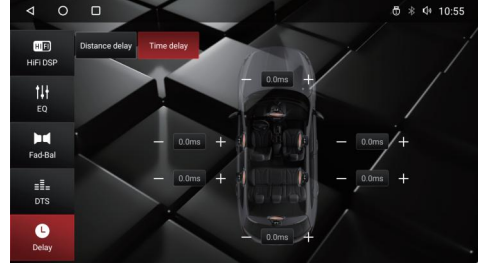 10:55
HiFi
HiFi DSP
Distance delay
Time delay
EQ
Fad-Bal
DTS
Delay
— 0.0ms +
— 0.0ms +
— 0.0ms +
— 0.0ms +
— 0.0ms +
— 0.0ms +